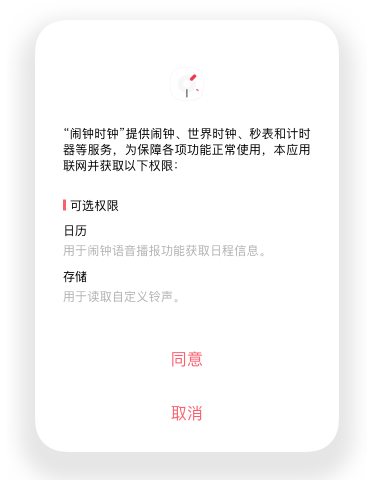 “闹钟时钟”提供闹钟、世界时钟、秒表和计时
器等服务，为保障各项功能正常使用，本应用
联网并获取以下权限：
可选权限
日历
用于闹钟语音播报功能获取日程信息。
存储
用于读取自定义铃声。
同意
取消